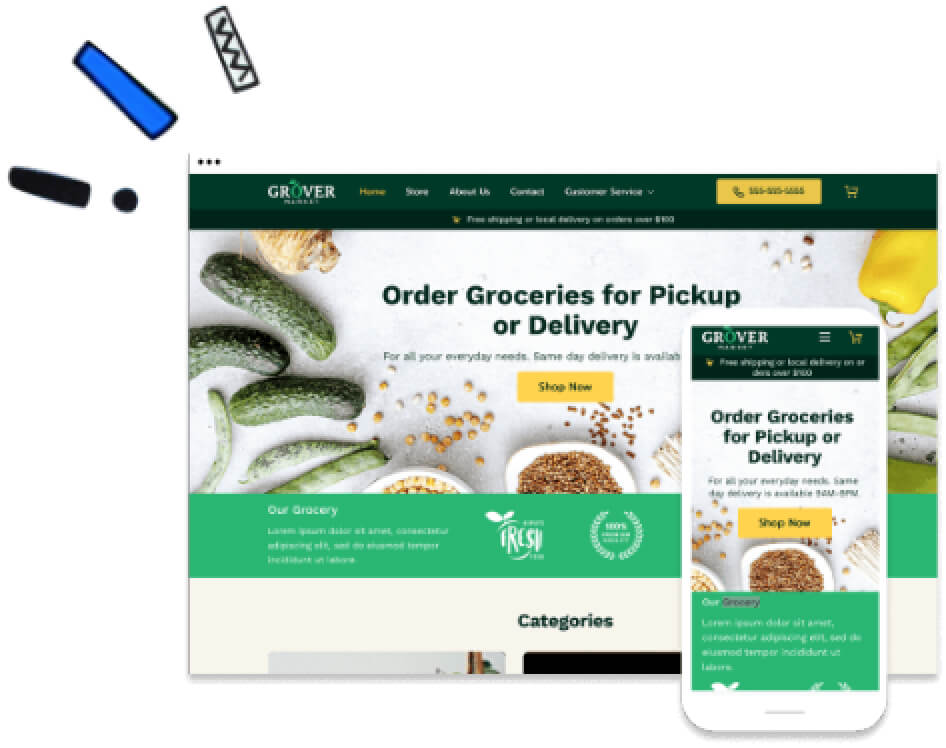 GROVER
MARKET
Home Store About Us Contact Customer Service 555-555-5555
Free shipping or local delivery on orders over $100
Order Groceries for Pickup
or Delivery
For all your everyday needs. Same day delivery is availab
Shop Now
Our Grocery
Lorem ipsum dolor sit amet, consectetur
adipiscing elit, sed do eiusmod tempor
incididunt ut labore.
ALWAYS
FRESH
FOOD
100%
Categories
GROVER
MARKET
Free shipping or local delivery on or
ders over $100
Order Groceries
for Pickup or
Delivery
For all your everyday needs. Same
day delivery is available 9AM-9PM.
Shop Now
Our Grocery
Lorem ipsum dolor sit amet,
consectetur adipiscing elit, sed do
eiusmod tempor incididunt ut
labore.